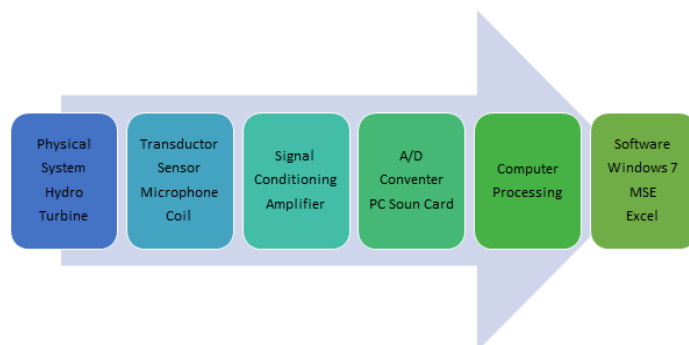 Physical
System
Hydro
Turbine
Transductor
Sensor
Microphone
Coil
Signal
Conditioning
Amplifier
A/D
Conventer
PC Soun Card
Computer
Processing
Software
Windows 7
MSE
Excel